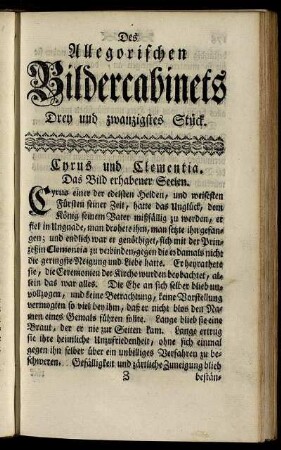 Des
Allegorischen
Bildercabinets
Drey und zwanzigstes Stück.
Cyrus und Clementia.
Das Bild erhabener Seelen.
Cyrus einer der edelsten Helden, und weisesten
Fürsten seiner Zeit, hatte das Unglück, dem
König seinem Vater mißfällig zu werden, er
fiel in Ungnade, man drohete ihm, man setzte ihn gefan-
gen; und endlich war er genöthiget, sich mit der Prin-
zeßin Clementia zu verbinden, gegen die er damals nicht
die geringste Neigung und Liebe hatte. Er heyrathete
sie, die Ceremonien der Kirche wurden beobachtet, al-
lein das war alles. Die Ehe an sich selber blieb un-
vollzogen, und keine Betrachtung, keine Vorstellung
vermogten so viel bey ihm, daß er nicht blos den Na-
men eines Gemals führen sollte. Lange blieb sie eine
Braut, der er nie zur Seiten kam. Lange ertrug
sie ihre heimliche Unzufriedenheit, ohne sich einmal
gegen ihn selber über ein unbilliges Verfahren zu be-
schweren. Gefälligkeit und zärtliche Zuneigung blieb
Z bestän-